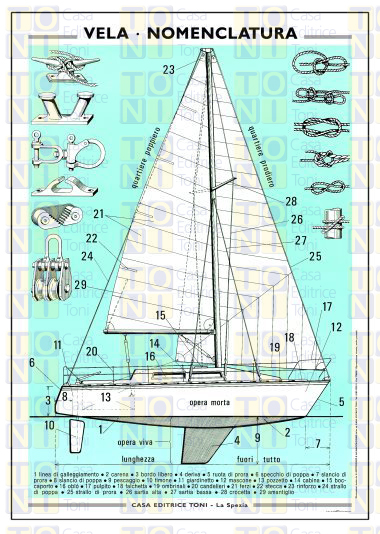 VELA · NOMENCLATURA
23
quartiere poppiero
quartiere prodiero
28
21
26
22
27
24
25
29
15
17
14
18
12
11
20
16
19
6
8
13
3
opera morta
5
10
1
opera viva
4
9
2
7
lunghezza
fuori tutto
1 linea di galleggiamento • 2 carena • 3 bordo libero • 4 deriva • 5 ruota di prora • 6 specchio di poppa • 7 slancio di
prora • 8 slancio di poppa • 9 pescaggio • 10 timone • 11 giardinetto • 12 mascone • 13 pozzetto • 14 cabina • 15 boc-
caporto • 16 oblò • 17 pulpito • 18 falchetta • 19 ombrinali • 20 candelieri • 21 ferzi • 22 stecca • 23 rinforzo • 24 strallo
di poppa • 25 strallo di prora • 26 sartia alta • 27 sartia bassa • 28 crocetta • 29 amantiglio
CASA EDITRICE TONI - La Spezia